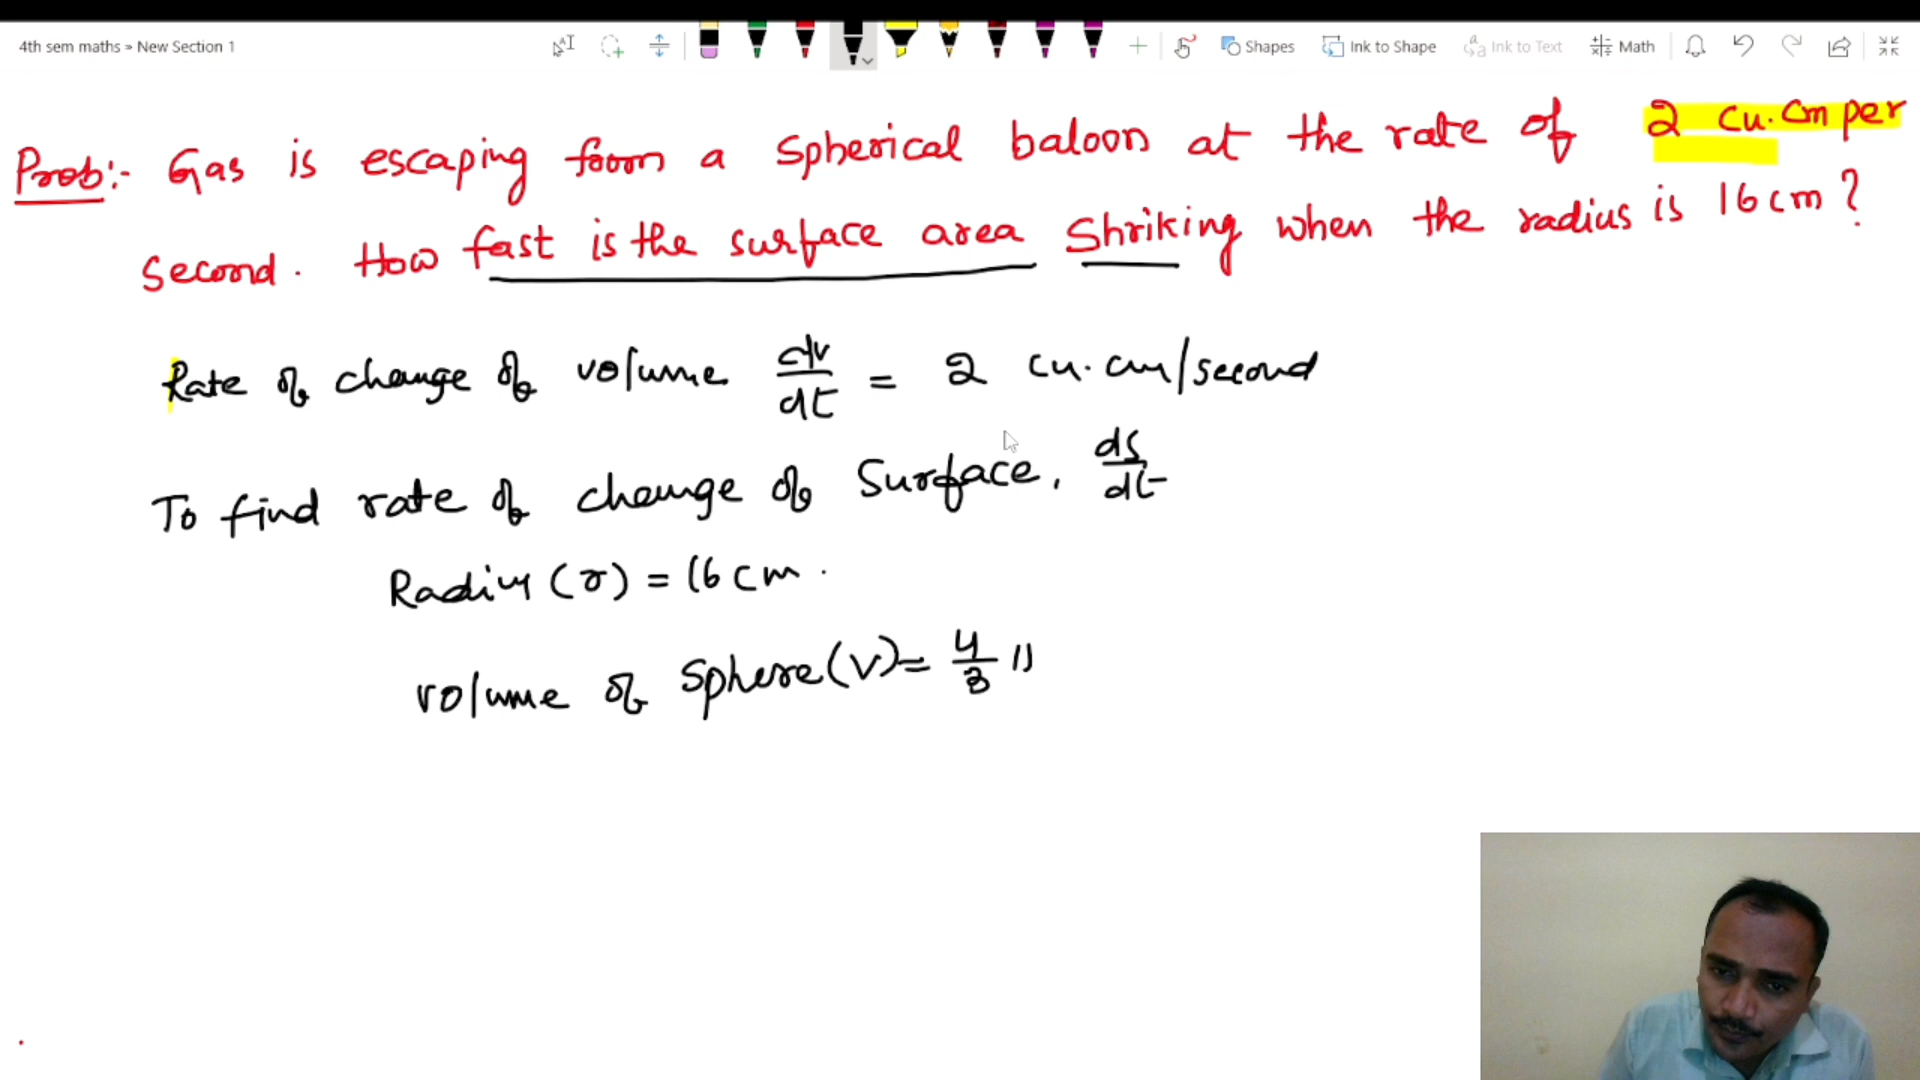 4th sem maths » New Section 1
Shapes Ink to Shape Ink to Text Math
Prob:- Gas is escaping from a Spherical baloon at the rate of 2 cu.cm per
Second. How fast is the surface area Shriking when the radius is 16cm?
Rate of change of volume dv/dt = 2 cu.cm/second
To find rate of change of Surface, ds/dt
Radius (r) = 16cm.
volume of Sphere(V)= 4/3 π